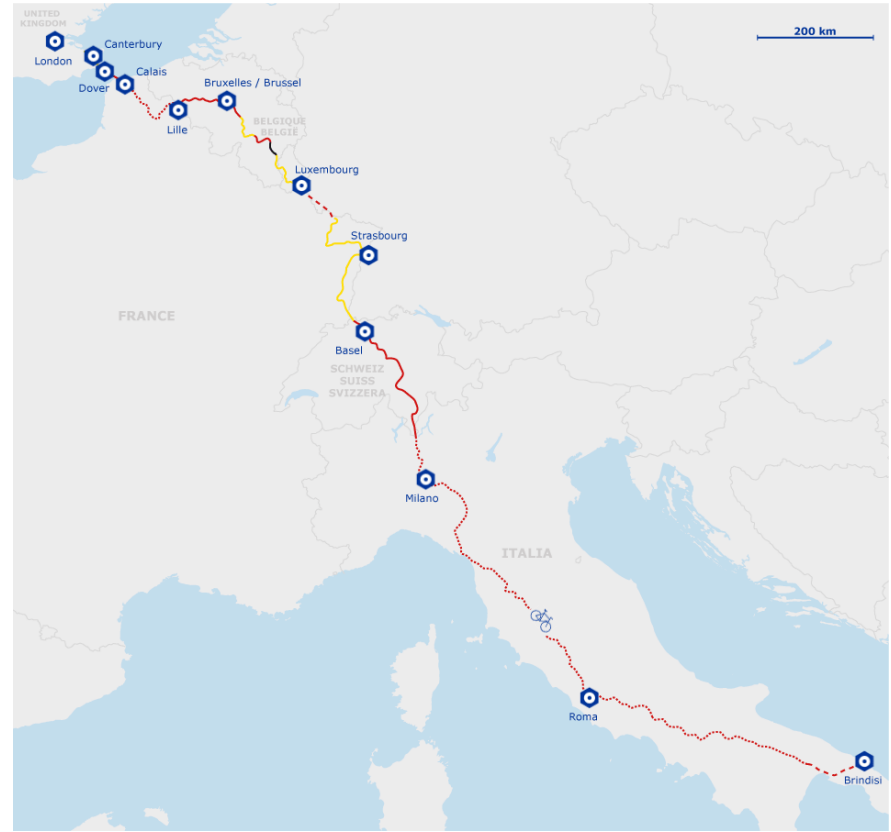 UNITED
KINGDOM
200 km
Canterbury
London
Calais
Dover
Bruxelles / Brussel
Lille
BELGIQUE
BELGIË
Luxembourg
Strasbourg
FRANCE
Basel
SCHWEIZ
SUISS
SVIZZERA
Milano
ITALIA
Roma
Brindisi